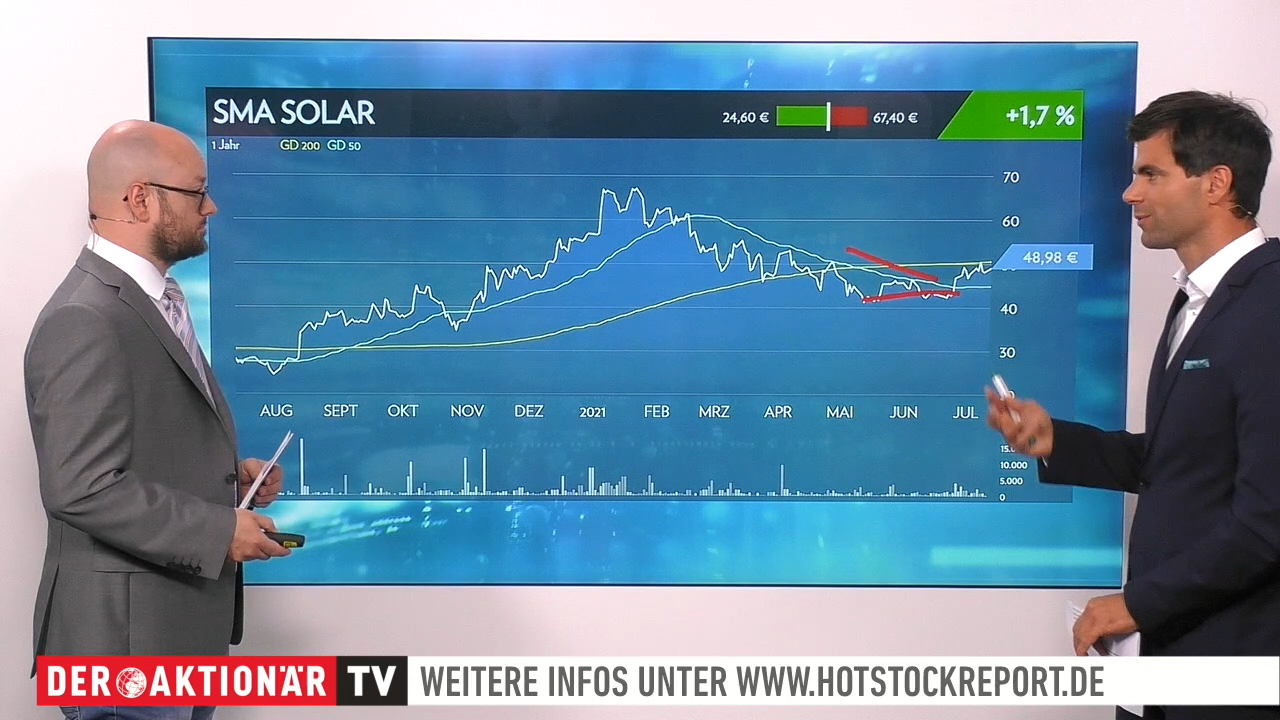 SMA SOLAR
24,60 € 67,40 €
+1,7 %
1 Jahr GD 200 GD 50
70
60
48,98 €
40
30
AUG SEPT OKT NOV DEZ 2021 FEB MRZ APR MAI JUN JUL
10.000
5.000
0
DER AKTIONÄR TV WEITERE INFOS UNTER WWW.HOTSTOCKREPORT.DE